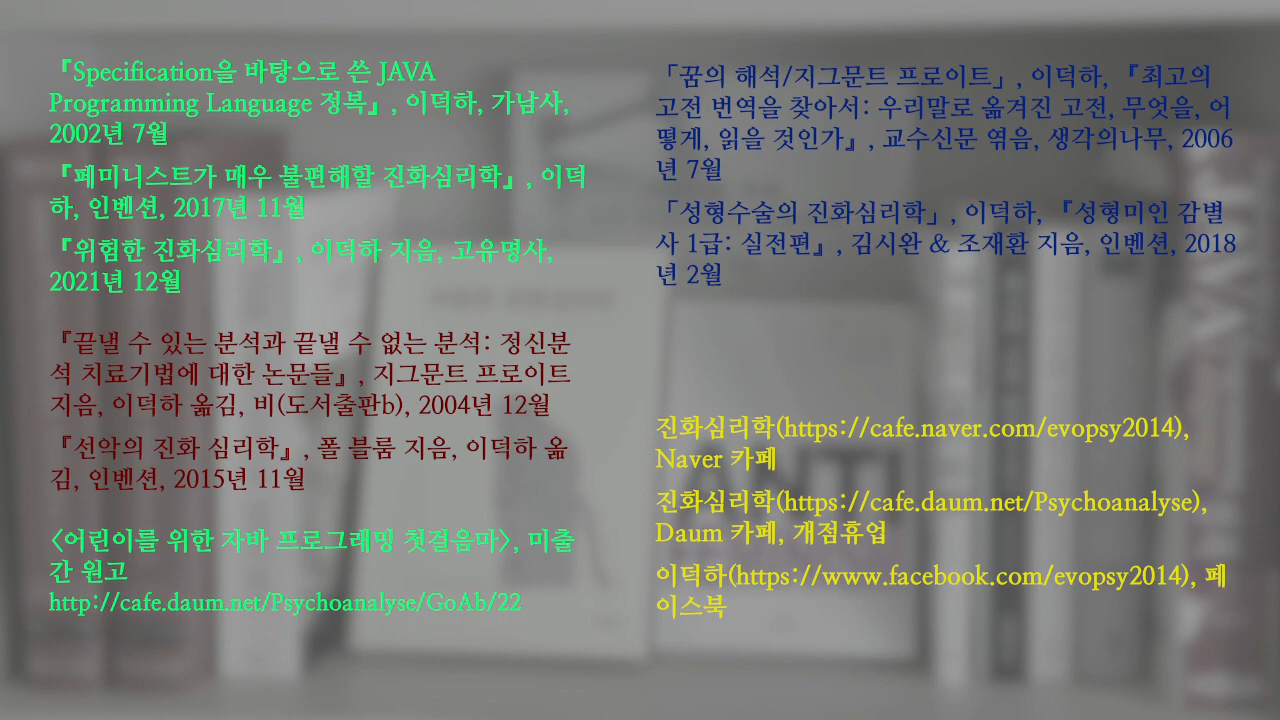 『Specification을 바탕으로 쓴 JAVA
Programming Language 정복』, 이덕하, 가남사,
2002년 7월
『페미니스트가 매우 불편해할 진화심리학』, 이덕
하, 인벤션, 2017년 11월
『위험한 진화심리학』, 이덕하 지음, 고유명사,
2021년 12월
『끝낼 수 있는 분석과 끝낼 수 없는 분석: 정신분
석 치료기법에 대한 논문들』, 지그문트 프로이트
지음, 이덕하 옮김, 비(도서출판b), 2004년 12월
『선악의 진화 심리학』, 폴 블룸 지음, 이덕하 옮
김, 인벤션, 2015년 11월
<어린이를 위한 자바 프로그래밍 첫걸음마>, 미출
간 원고
http://cafe.daum.net/Psychoanalyse/GoAb/22
「꿈의 해석/지그문트 프로이트」, 이덕하, 『최고의
고전 번역을 찾아서: 우리말로 옮겨진 고전, 무엇을, 어
떻게, 읽을 것인가』, 교수신문 엮음, 생각의나무, 2006
년 7월
「성형수술의 진화심리학」, 이덕하, 『성형미인 감별
사 1급: 실전편』, 김시완 & 조재환 지음, 인벤션, 2018
년 2월
진화심리학(https://cafe.naver.com/evopsy2014),
Naver 카페
진화심리학(https://cafe.daum.net/Psychoanalyse),
Daum 카페, 개점휴업
이덕하(https://www.facebook.com/evopsy2014), 페
이스북